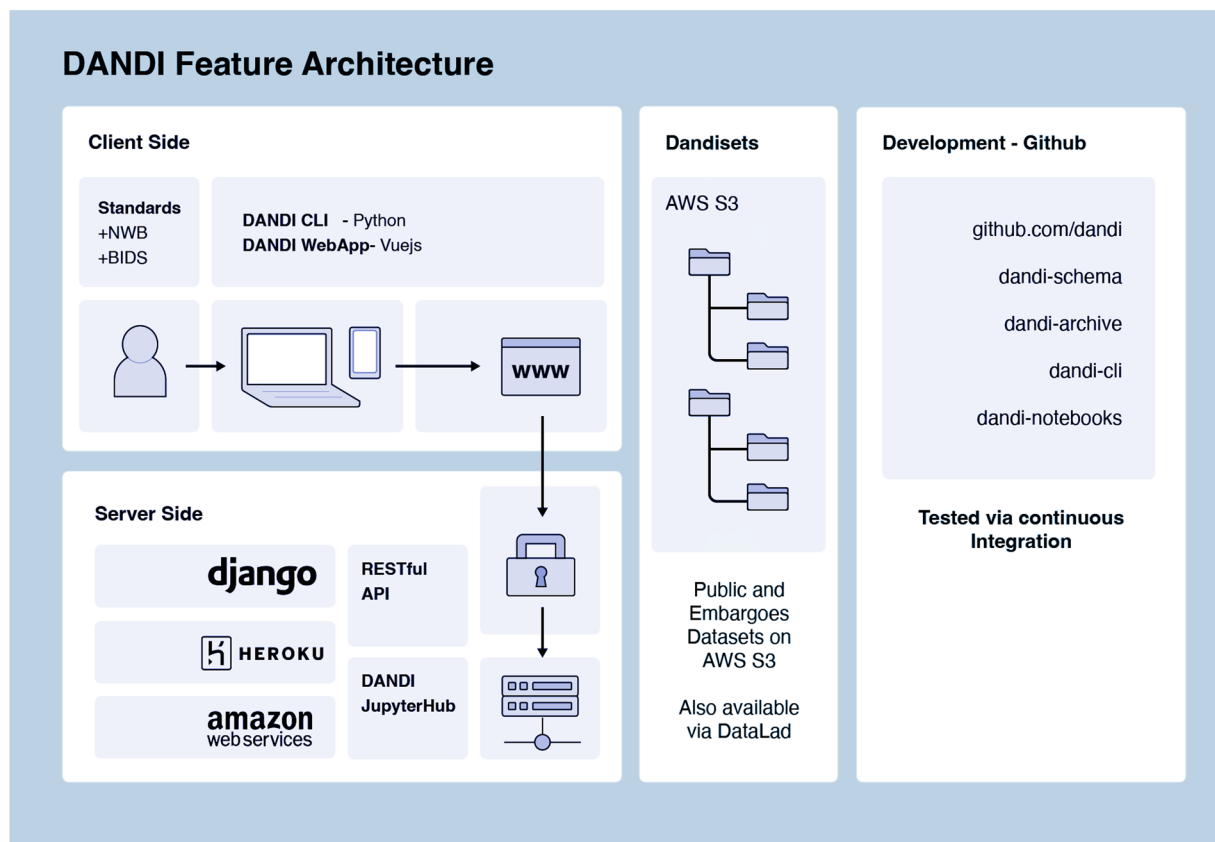 DANDI Feature Architecture
Client Side
Standards
+NWB
+BIDS
DANDI CLI - Python
DANDI WebApp- Vuejs
www
Server Side
django
HEROKU
amazon
webservices
RESTful
API
DANDI
JupyterHub
Dandisets
AWS S3
Public and
Embargoes
Datasets on
AWS S3
Also available
via DataLad
Development - Github
github.com/dandi
dandi-schema
dandi-archive
dandi-cli
dandi-notebooks
Tested via continuous
Integration